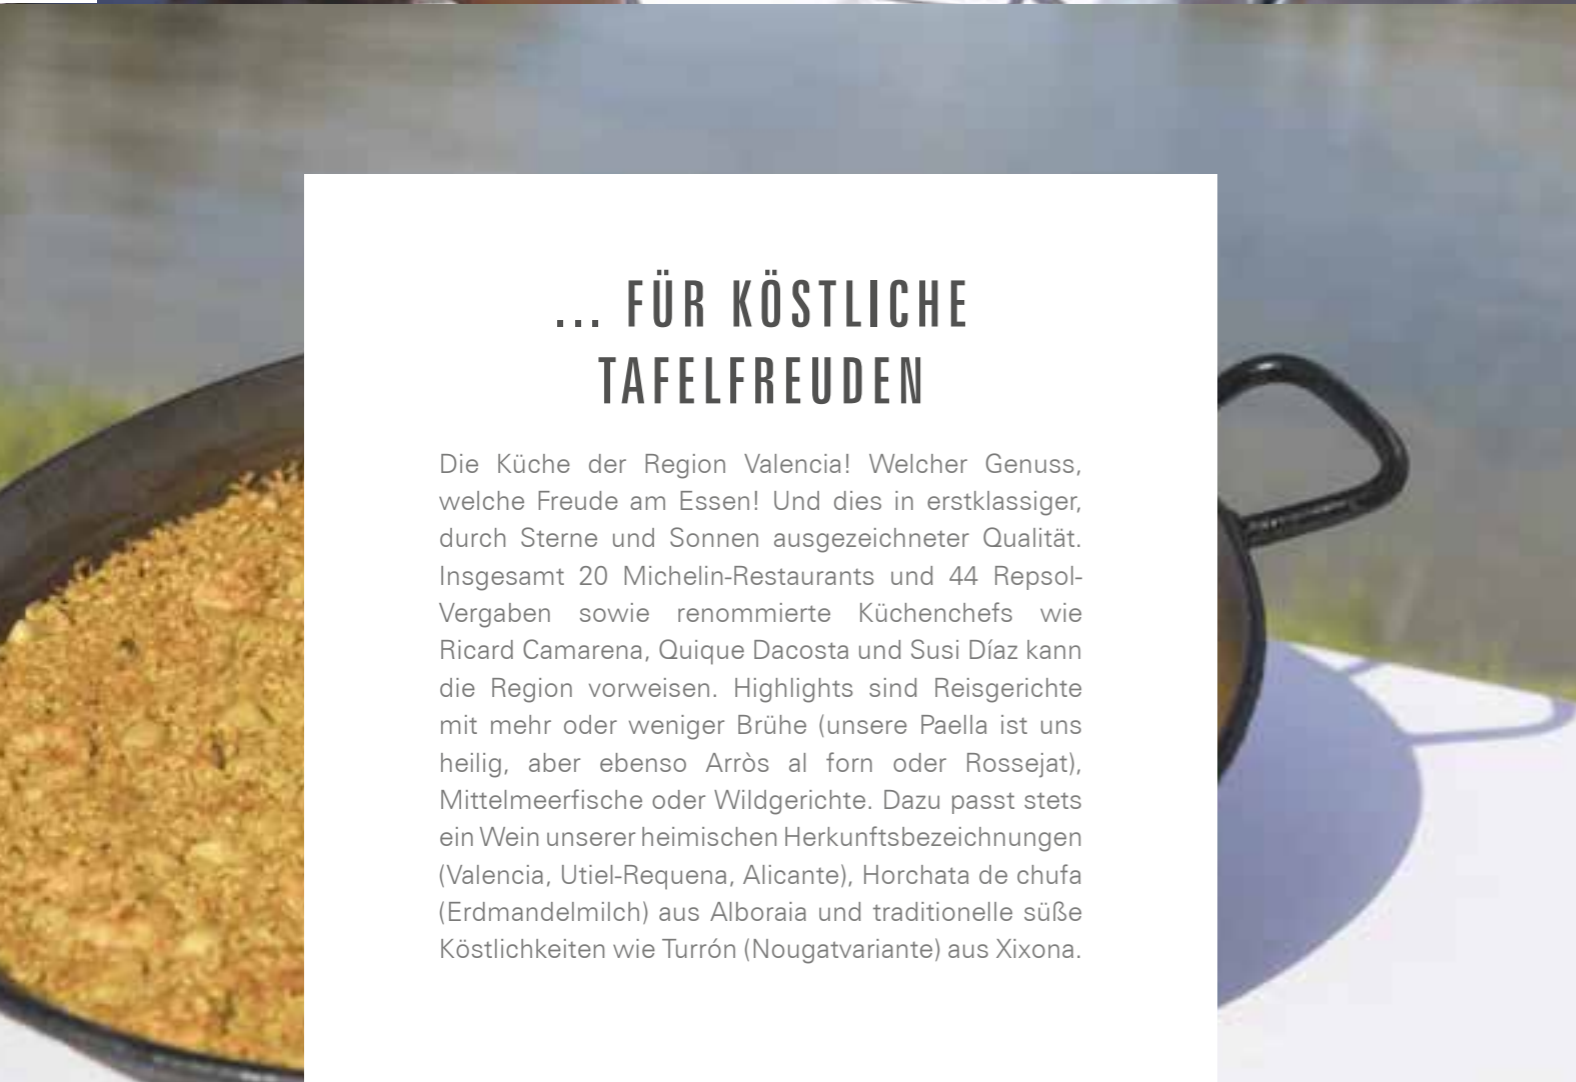 ... FÜR KÖSTLICHE
TAFELFREUDEN
Die Küche der Region Valencia! Welcher Genuss,
welche Freude am Essen! Und dies in erstklassiger,
durch Sterne und Sonnen ausgezeichneter Qualität.
Insgesamt 20 Michelin-Restaurants und 44 Repsol-
Vergaben sowie renommierte Küchenchefs wie
Ricard Camarena, Quique Dacosta und Susi Díaz kann
die Region vorweisen. Highlights sind Reisgerichte
mit mehr oder weniger Brühe (unsere Paella ist uns
heilig, aber ebenso Arròs al forn oder Rossejat),
Mittelmeerfische oder Wildgerichte. Dazu passt stets
ein Wein unserer heimischen Herkunftsbezeichnungen
(Valencia, Utiel-Requena, Alicante), Horchata de chufa
(Erdmandelmilch) aus Alboraia und traditionelle süße
Köstlichkeiten wie Turrón (Nougatvariante) aus Xixona.